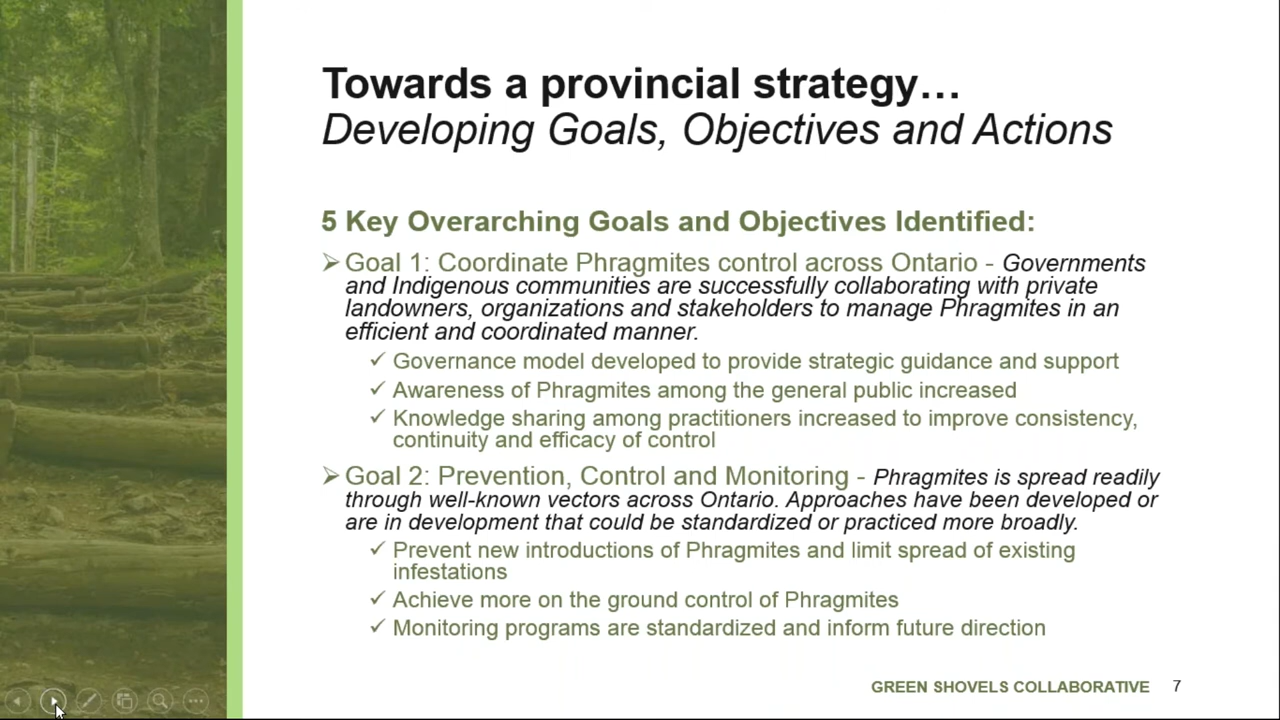 Towards a provincial strategy…
Developing Goals, Objectives and Actions
5 Key Overarching Goals and Objectives Identified:
➢ Goal 1: Coordinate Phragmites control across Ontario - Governments
and Indigenous communities are successfully collaborating with private
landowners, organizations and stakeholders to manage Phragmites in an
efficient and coordinated manner.
✓ Governance model developed to provide strategic guidance and support
✓ Awareness of Phragmites among the general public increased
✓ Knowledge sharing among practitioners increased to improve consistency,
continuity and efficacy of control
➢ Goal 2: Prevention, Control and Monitoring - Phragmites is spread readily
through well-known vectors across Ontario. Approaches have been developed or
are in development that could be standardized or practiced more broadly.
✓ Prevent new introductions of Phragmites and limit spread of existing
infestations
✓ Achieve more on the ground control of Phragmites
✓ Monitoring programs are standardized and inform future direction
GREEN SHOVELS COLLABORATIVE 7